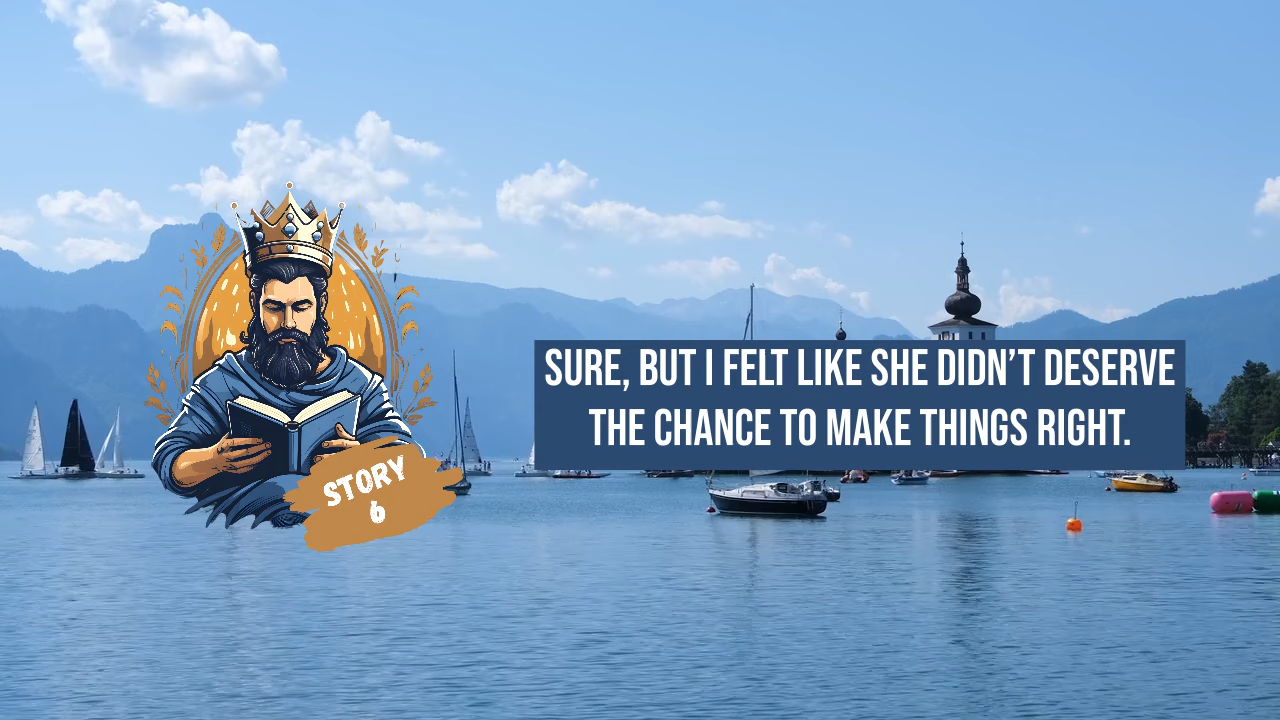 SURE, BUT I FELT LIKE SHE DIDN’T DESERVE
THE CHANCE TO MAKE THINGS RIGHT.
STORY
6